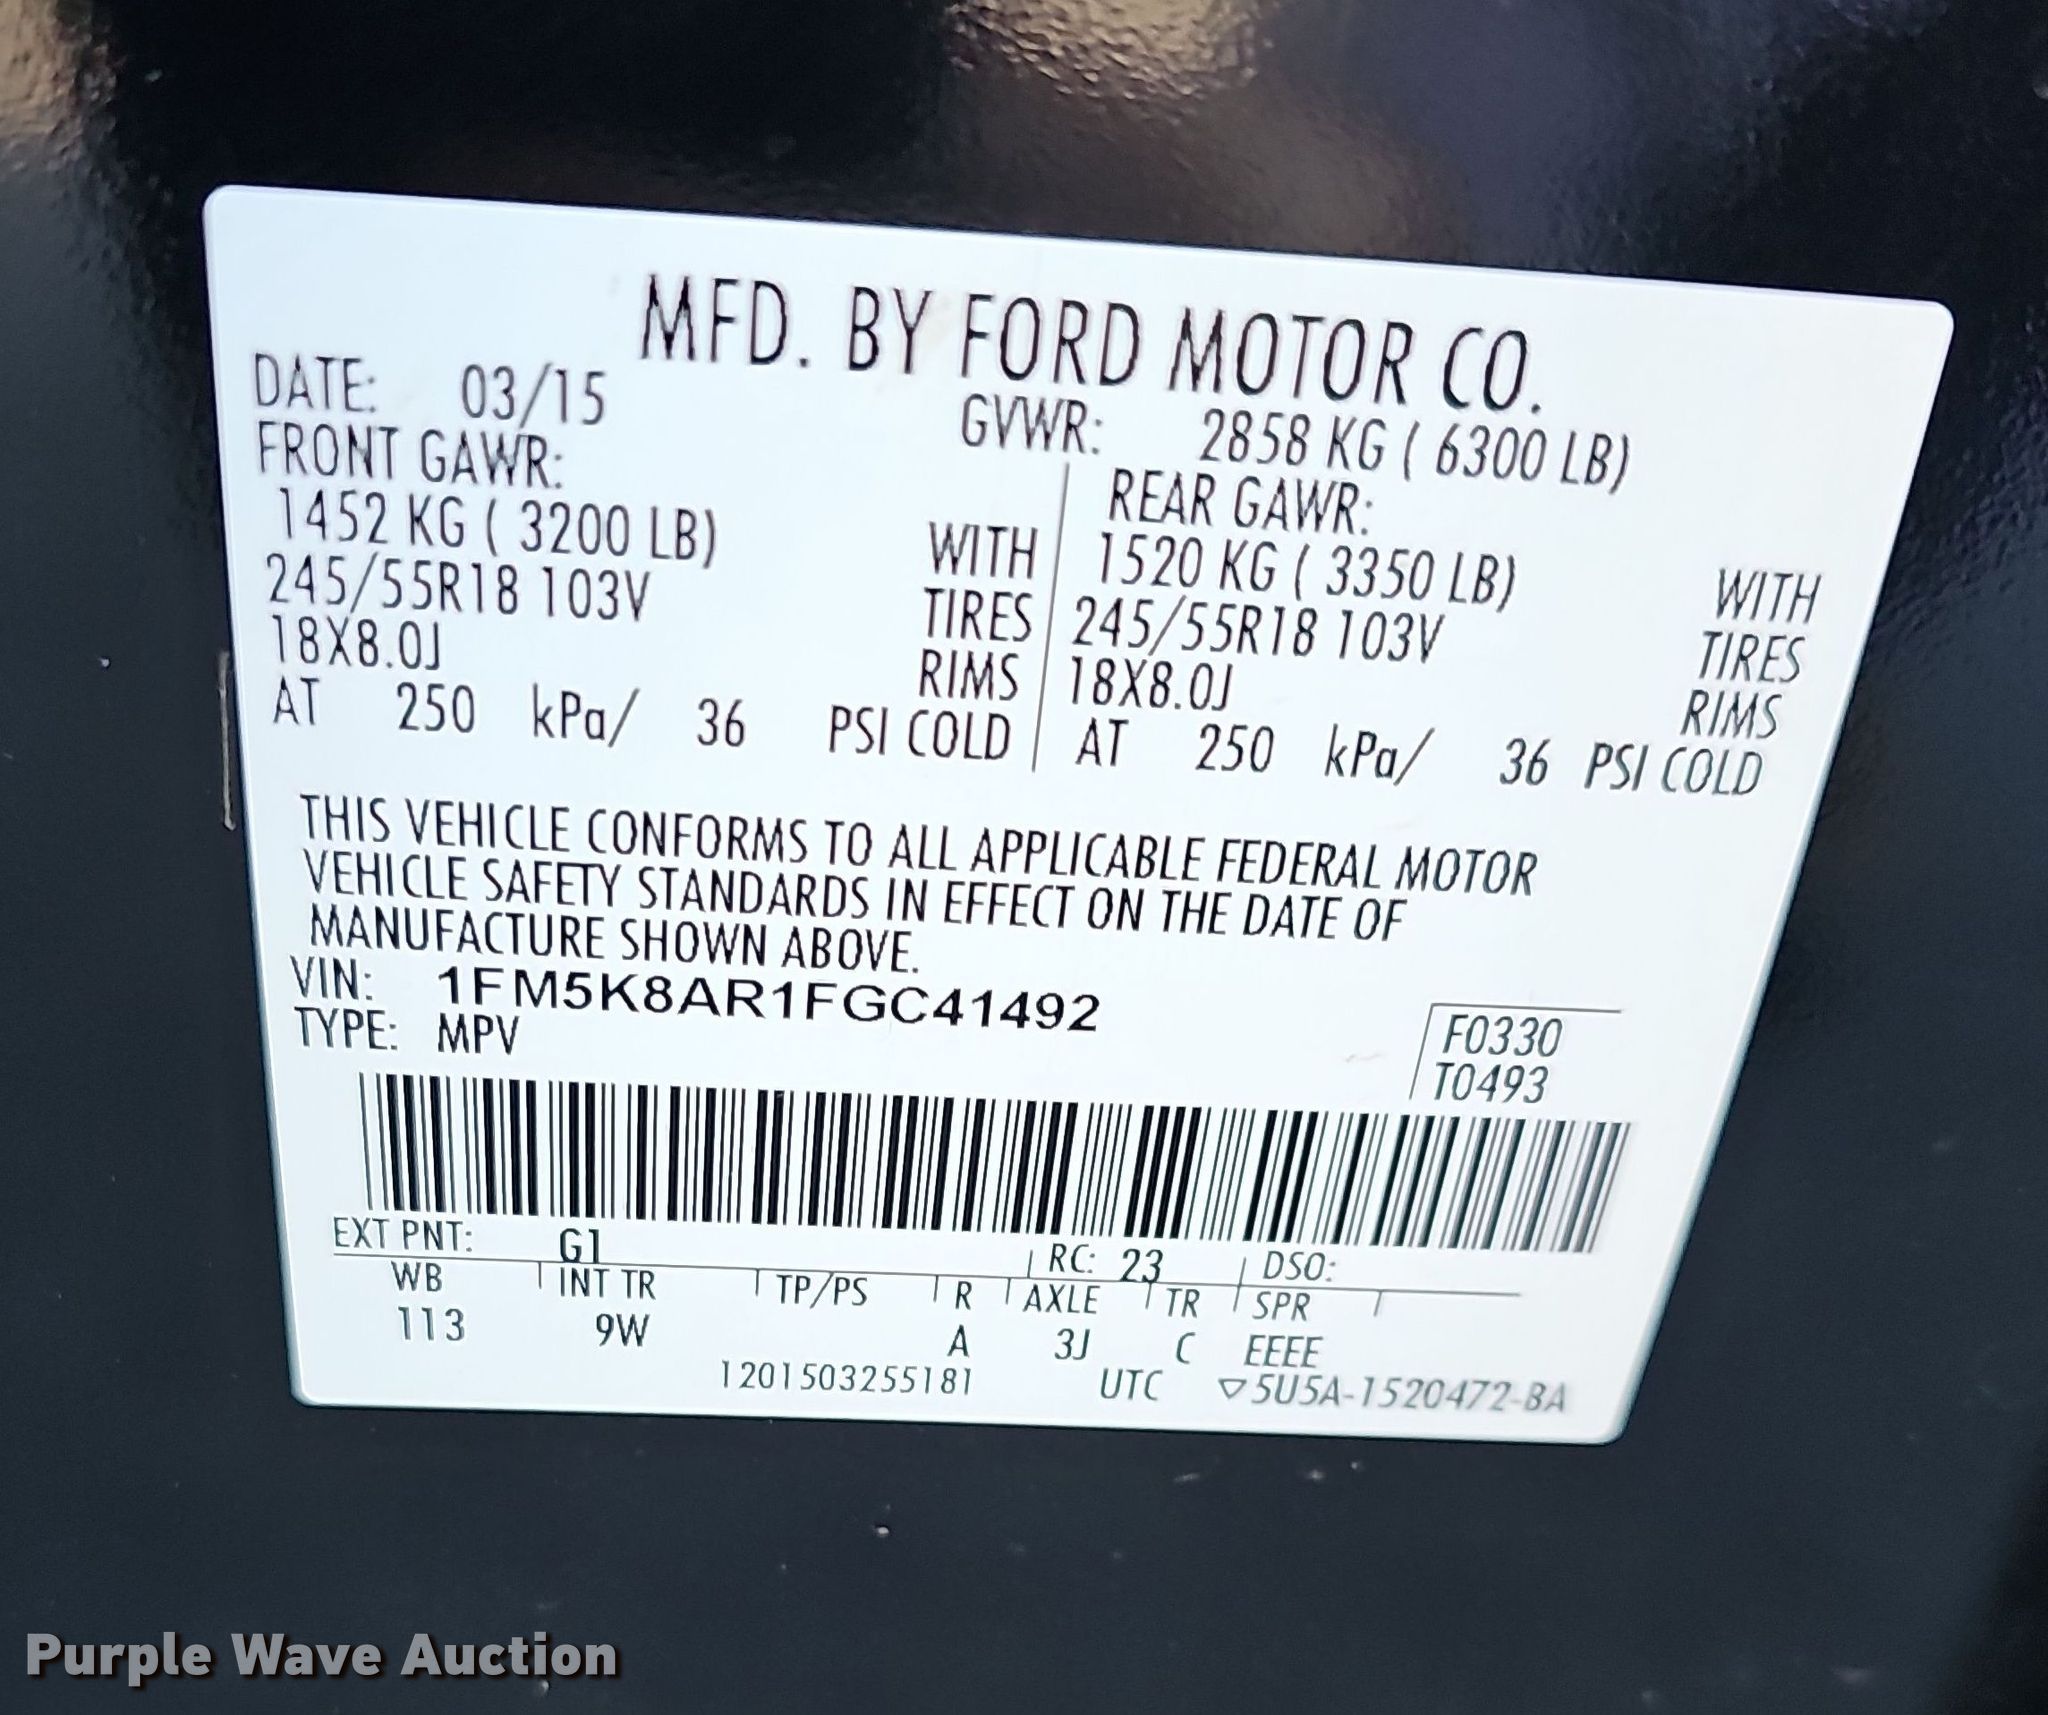 MFD. BY FORD MOTOR CO.
DATE: 03/15 GVWR: 2858 KG ( 6300 LB)
FRONT GAWR: REAR GAWR:
1452 KG ( 3200 LB) WITH 1520 KG ( 3350 LB) WITH
245/55R18 103V TIRES 245/55R18 103V TIRES
18X8.0J RIMS 18X8.0J RIMS
AT 250 kPa/ 36 PSI COLD AT 250 kPa/ 36 PSI COLD
THIS VEHICLE CONFORMS TO ALL APPLICABLE FEDERAL MOTOR
VEHICLE SAFETY STANDARDS IN EFFECT ON THE DATE OF
MANUFACTURE SHOWN ABOVE.
VIN: 1FM5K8AR1FGC41492
TYPE: MPV
F0330
T0493
EXT PNT: G1 RC: 23 DSO:
WB INT TR TP/PS R AXLE TR SPR
113 9W A 3J C EEEE
1201503255181 UTC ▽5U5A-1520472-BA
Purple Wave Auction